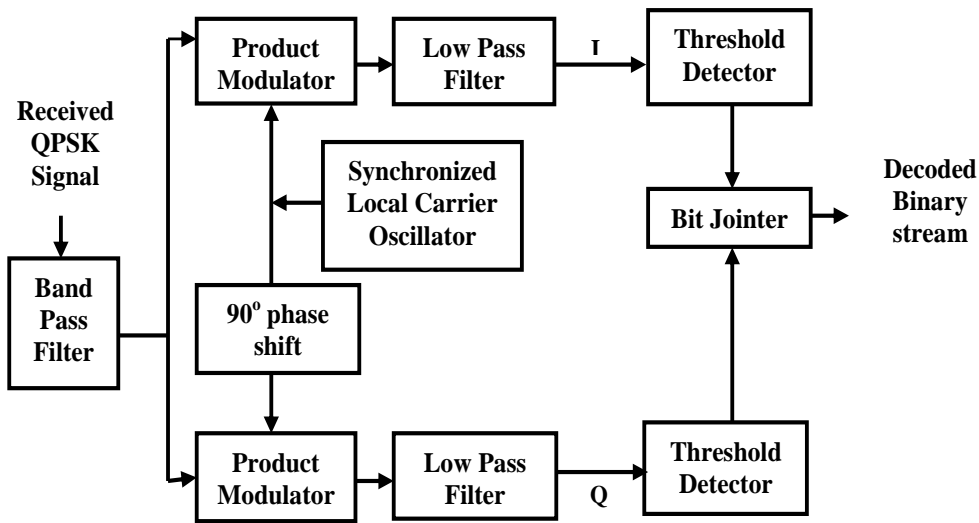 Received
QPSK
Signal
Band
Pass
Filter
Product
Modulator
Low Pass
Filter
I
Threshold
Detector
Synchronized
Local Carrier
Oscillator
90° phase
shift
Bit Jointer
Decoded
Binary
stream
Product
Modulator
Low Pass
Filter
Q
Threshold
Detector